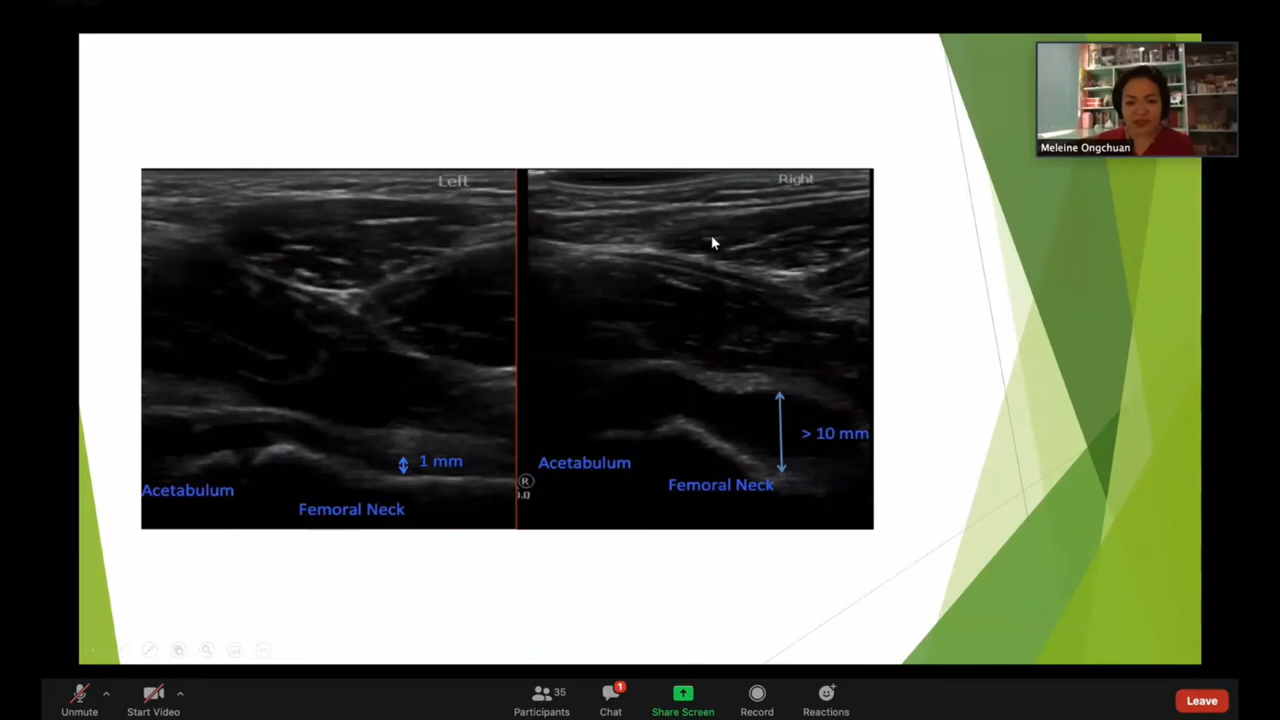 Meleine Ongchuan
Left
Right
1 mm
> 10 mm
Acetabulum
Femoral Neck
Acetabulum
Femoral Neck
R
35
1
Unmute
Start Video
Participants
Chat
Share Screen
Record
Reactions
Leave